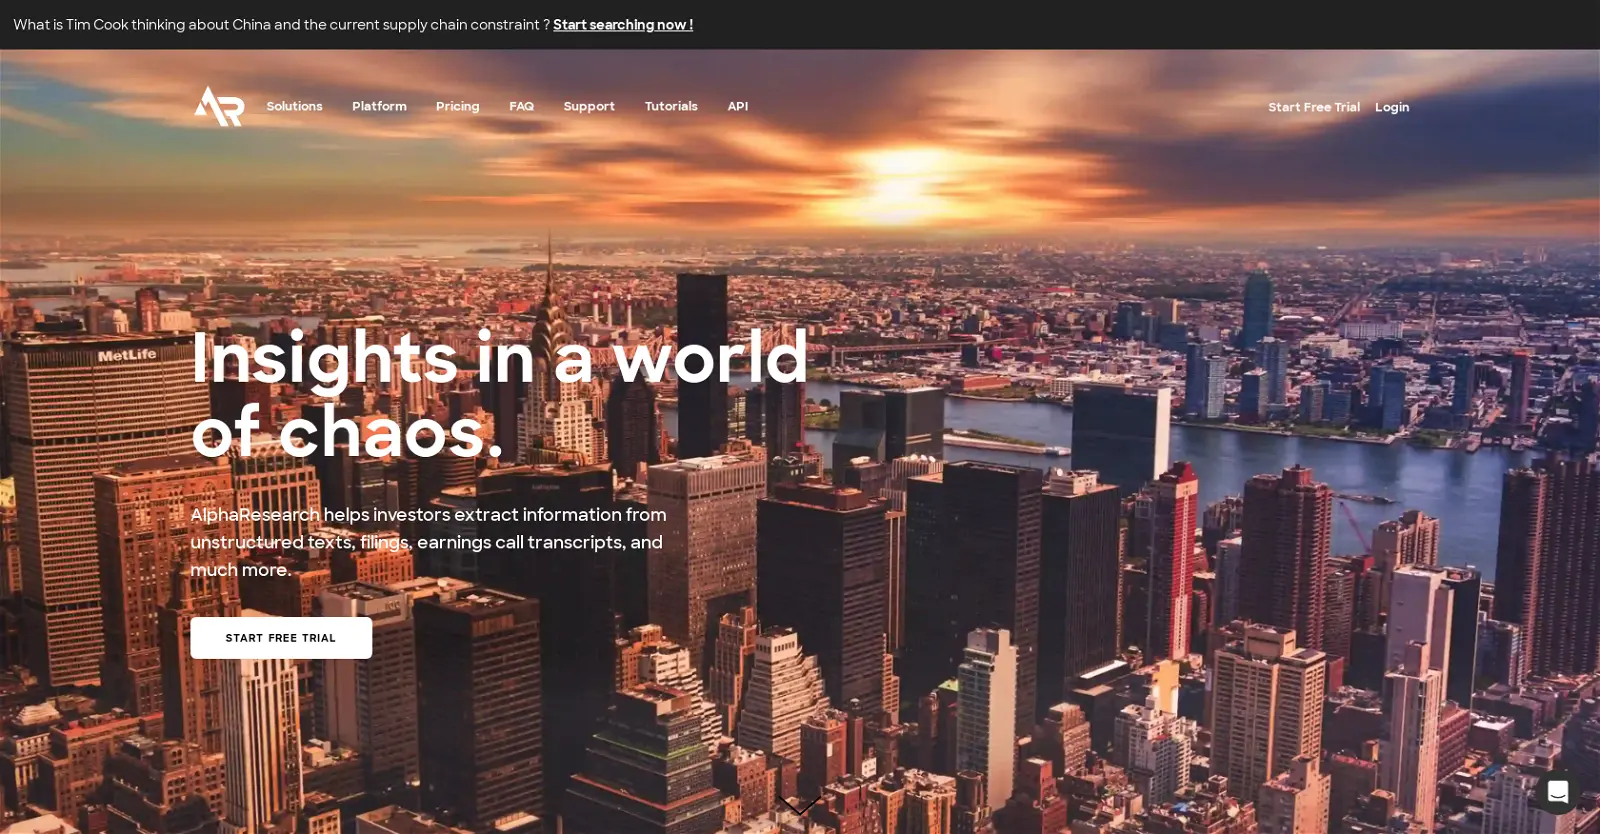 What is Tim Cook thinking about China and the current supply chain constraint ? Start searching now !
AR
Solutions Platform Pricing FAQ Support Tutorials API
Start Free Trial Login
MetLife
Insights in a world
of chaos.
AlphaResearch helps investors extract information from
unstructured texts, filings, earnings call transcripts, and
much more.
START FREE TRIAL